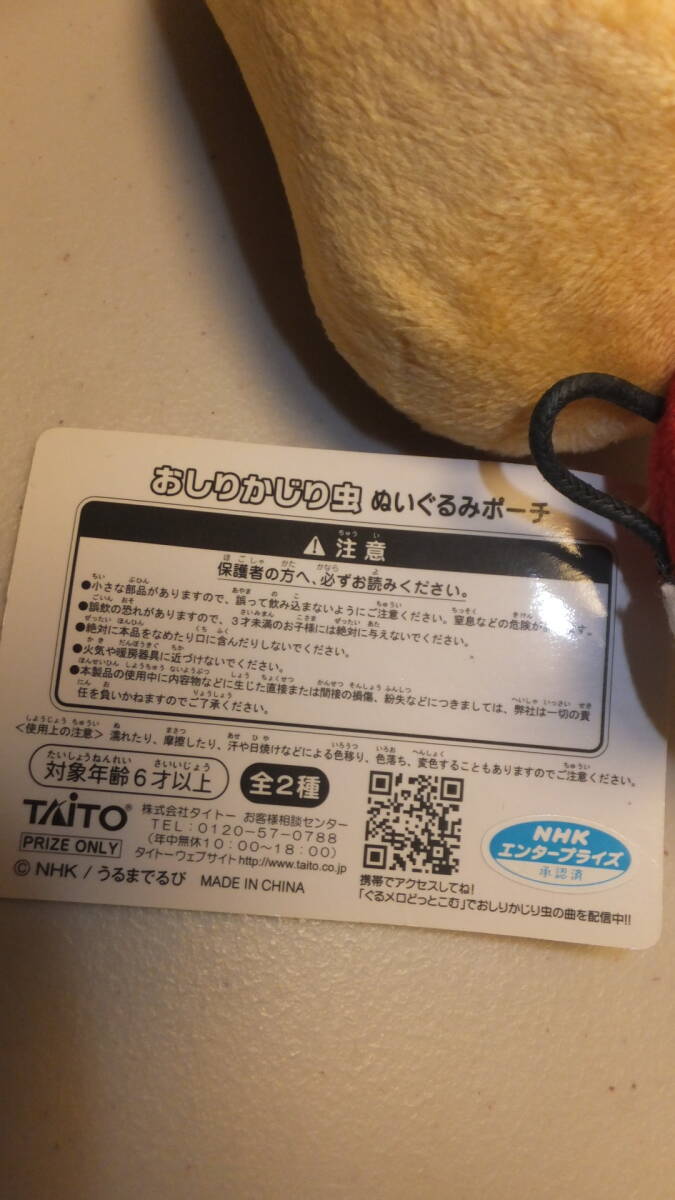 おしりかじり虫 ぬいぐるみポーチ
⚠ 注意
保護者の方へ、必ずお読みください。
●小さな部品がありますので、誤って飲み込まないようにご注意ください。窒息などの危険が
●誤飲の恐れがありますので、3才未満のお子様には絶対に与えないでください。
●絶対に本品をなめたり口に含んだりしないでください。
●火気や暖房器具に近づけないでください。
●本製品の使用中に内容物などに生じた直接または間接の損傷、紛失などにつきましては、弊社は一切の責
任を負いかねますのでご了承ください。
<使用上の注意> 濡れたり、摩擦したり、汗や日焼けなどによる色移り、色落ち、変色することもありますのでご注意ください。
対象年齢6才以上
全2種
TAITO®
PRIZE ONLY
株式会社タイトー お客様相談センター
TEL:0120-57-0788
(年中無休10:00~18:00)
タイトーウェブサイトhttp://www.taito.co.jp
© NHK / うるまでるび MADE IN CHINA
携帯でアクセスしてね!
「ぐるメロどっとこむ」でおしりかじり虫の曲を配信中!!
NHK
エンタープライズ
承認済